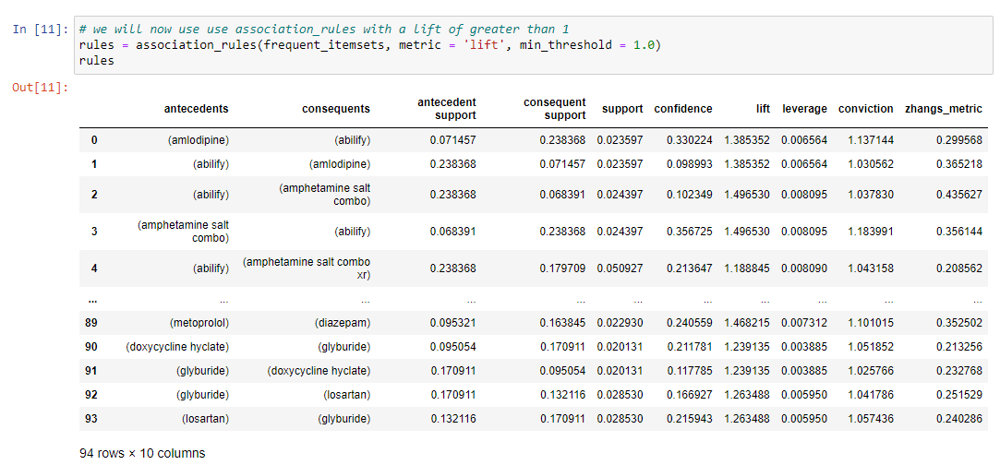 In [11]: # we will now use use association_rules with a lift of greater than 1
rules = association_rules(frequent_itemsets, metric = 'lift', min_threshold = 1.0)
rules
Out[11]:
antecedents consequents antecedent support consequent support support confidence lift leverage conviction zhangs_metric
0 (amlodipine) (abilify) 0.071457 0.238368 0.023597 0.330224 1.385352 0.006564 1.137144 0.299568
1 (abilify) (amlodipine) 0.238368 0.071457 0.023597 0.098993 1.385352 0.006564 1.030562 0.365218
2 (abilify) (amphetamine salt combo) 0.238368 0.068391 0.024397 0.102349 1.496530 0.008095 1.037830 0.435627
3 (amphetamine salt combo) (abilify) 0.068391 0.238368 0.024397 0.356725 1.496530 0.008095 1.183991 0.356144
4 (abilify) (amphetamine salt combo xr) 0.238368 0.179709 0.050927 0.213647 1.188845 0.008090 1.043158 0.208562
... ... ... ... ... ... ... ... ... ... ...
89 (metoprolol) (diazepam) 0.095321 0.163845 0.022930 0.240559 1.468215 0.007312 1.101015 0.352502
90 (doxycycline hyclate) (glyburide) 0.095054 0.170911 0.020131 0.211781 1.239135 0.003885 1.051852 0.213256
91 (glyburide) (doxycycline hyclate) 0.170911 0.095054 0.020131 0.117785 1.239135 0.003885 1.025766 0.232768
92 (glyburide) (losartan) 0.170911 0.132116 0.028530 0.166927 1.263488 0.005950 1.041786 0.251529
93 (losartan) (glyburide) 0.132116 0.170911 0.028530 0.215943 1.263488 0.005950 1.057436 0.240286
94 rows × 10 columns